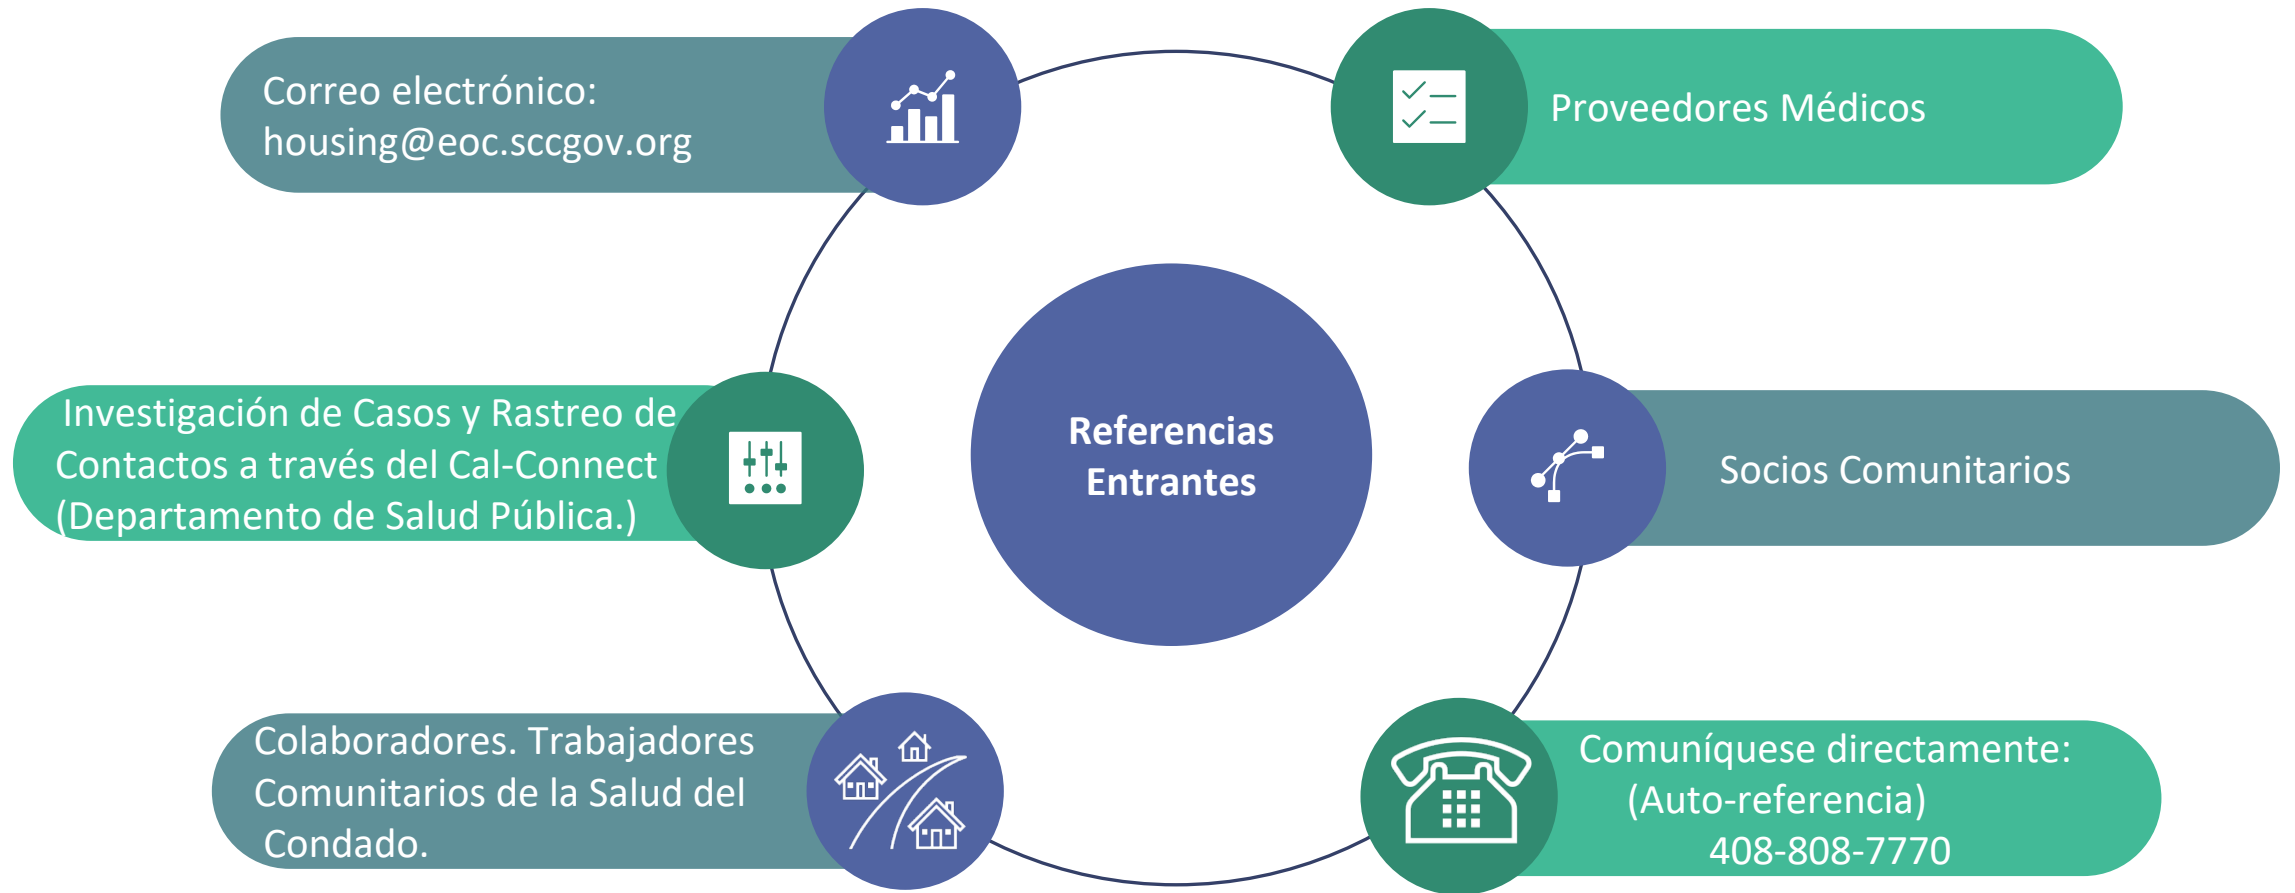 Correo electrónico:
housing@eoc.sccgov.org
Proveedores Médicos
Investigación de Casos y Rastreo de
Contactos a través del Cal-Connect
(Departamento de Salud Pública.)
Referencias
Entrantes
Socios Comunitarios
Colaboradores. Trabajadores
Comunitarios de la Salud del
Condado.
Comuníquese directamente:
(Auto-referencia)
408-808-7770